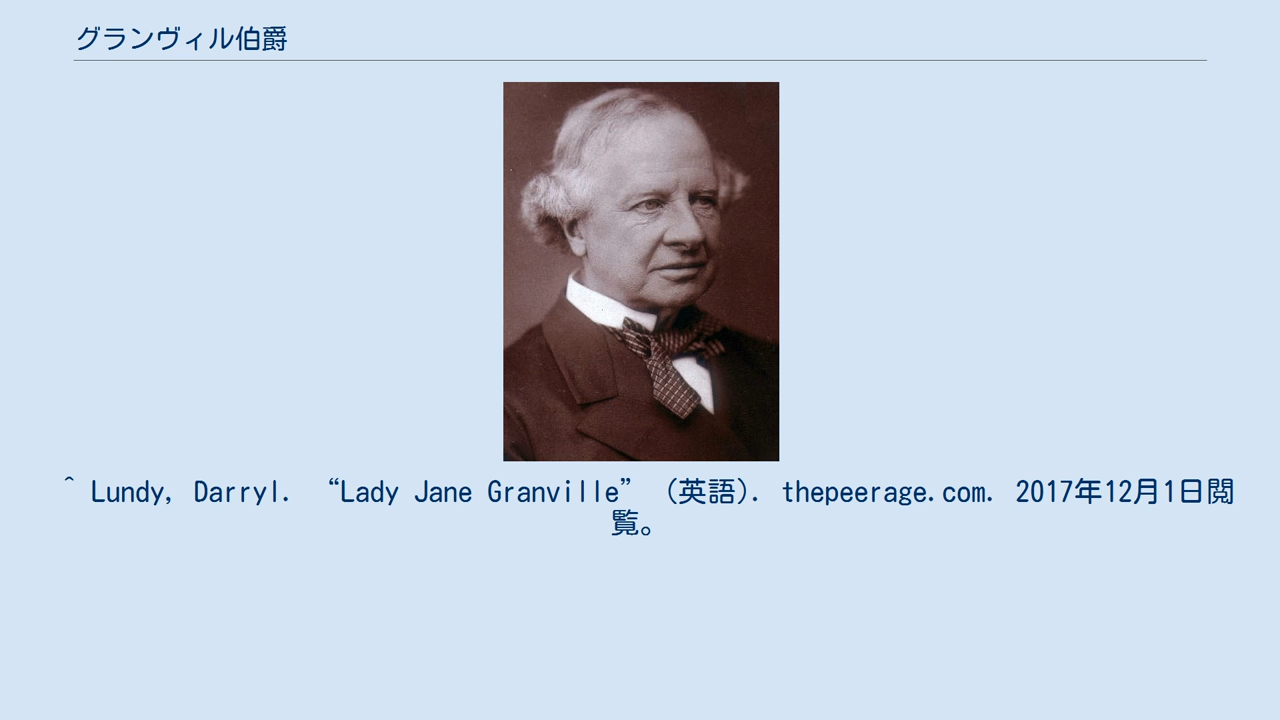 グランヴィル伯爵
^ Lundy, Darryl. “Lady Jane Granville” (英語). thepeerage.com. 2017年12月1日閲
覧。